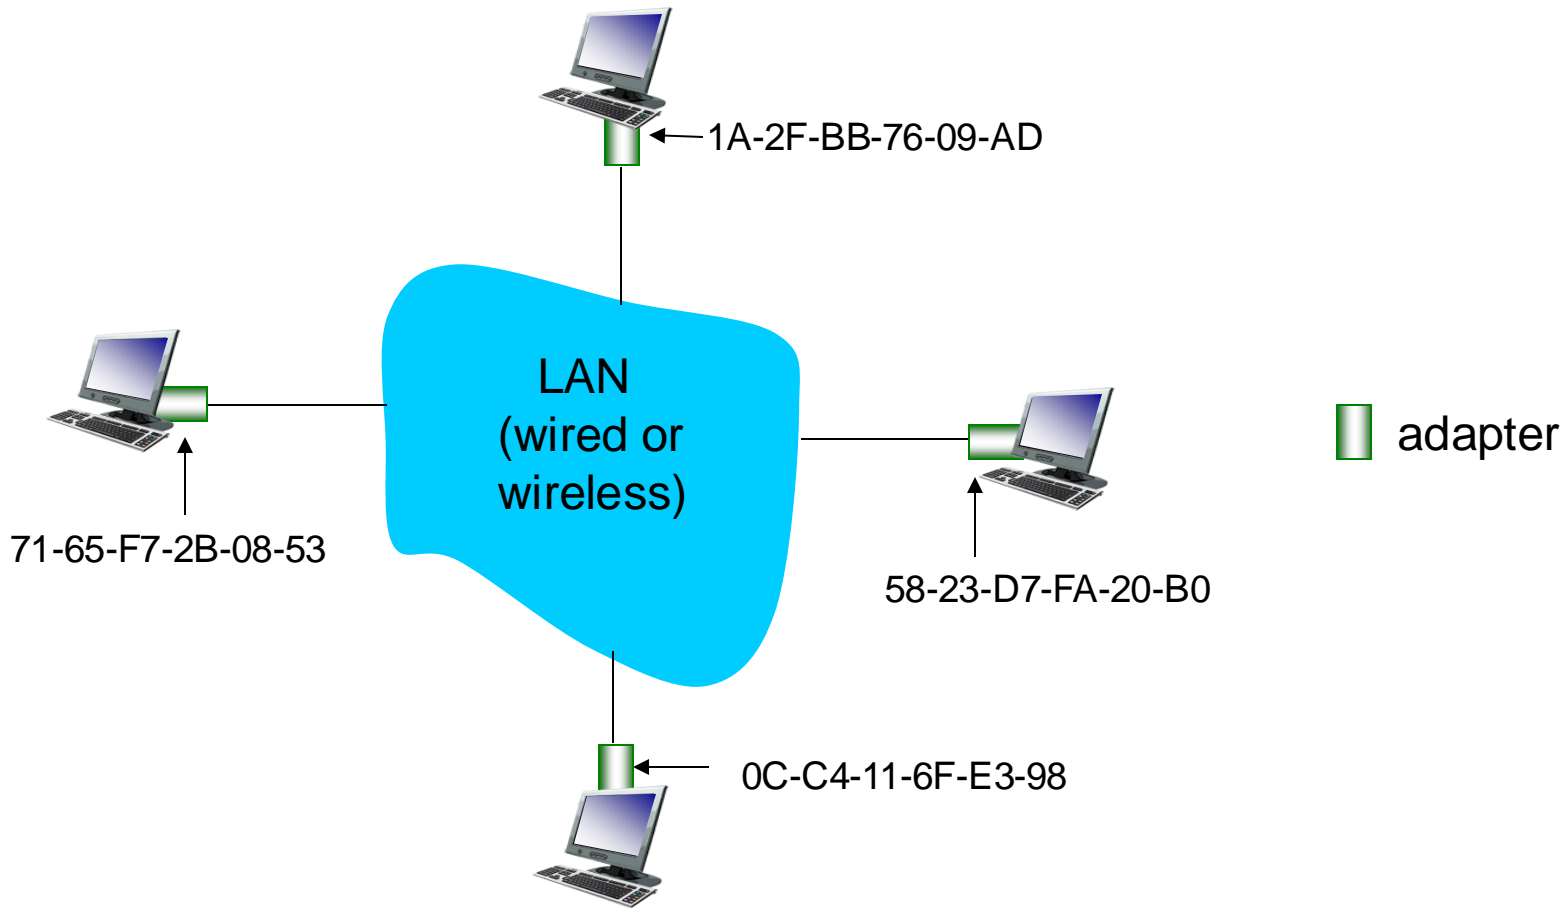 1A-2F-BB-76-09-AD
LAN
(wired or
wireless)
adapter
71-65-F7-2B-08-53
58-23-D7-FA-20-B0
0C-C4-11-6F-E3-98